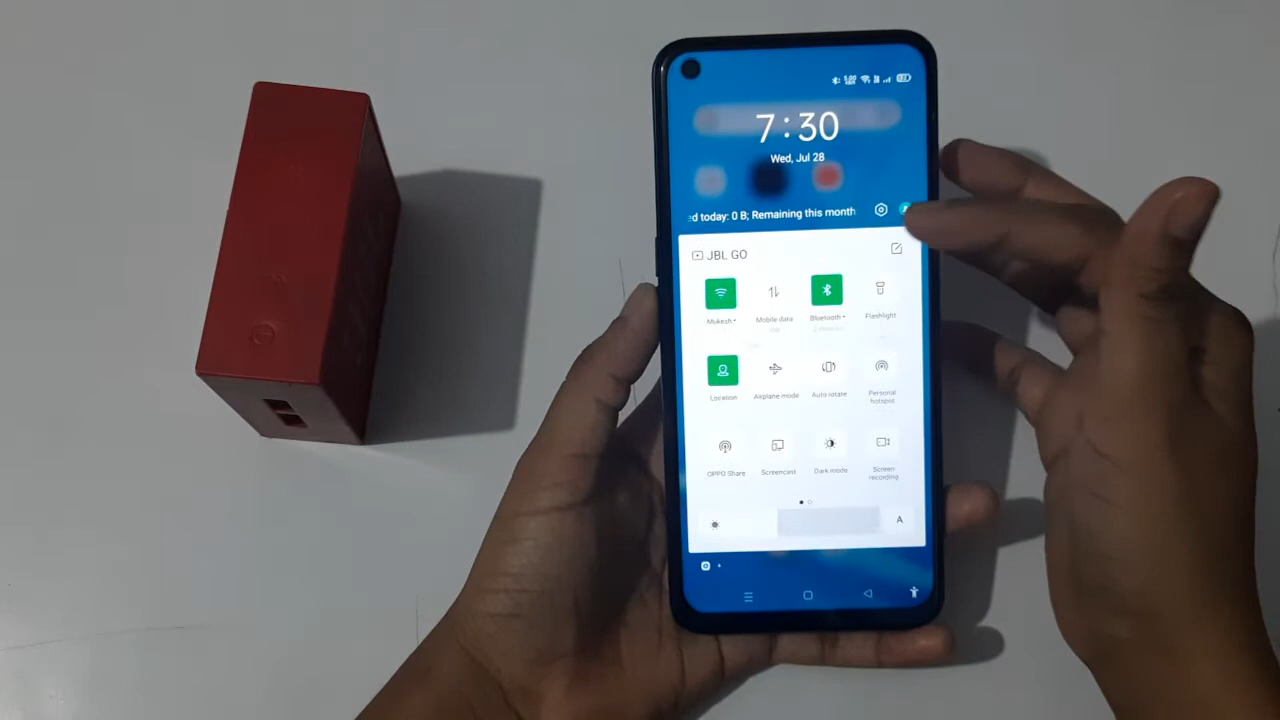 7:30
Wed, Jul 28
d today: 0 B; Remaining this month
JBL GO
Mukesh
Mobile data
Bluetooth
Flashlight
Location
Airplane mode
Auto rotate
Personal hotspot
OPPO Share
Screencast
Dark mode
Screen recording
A